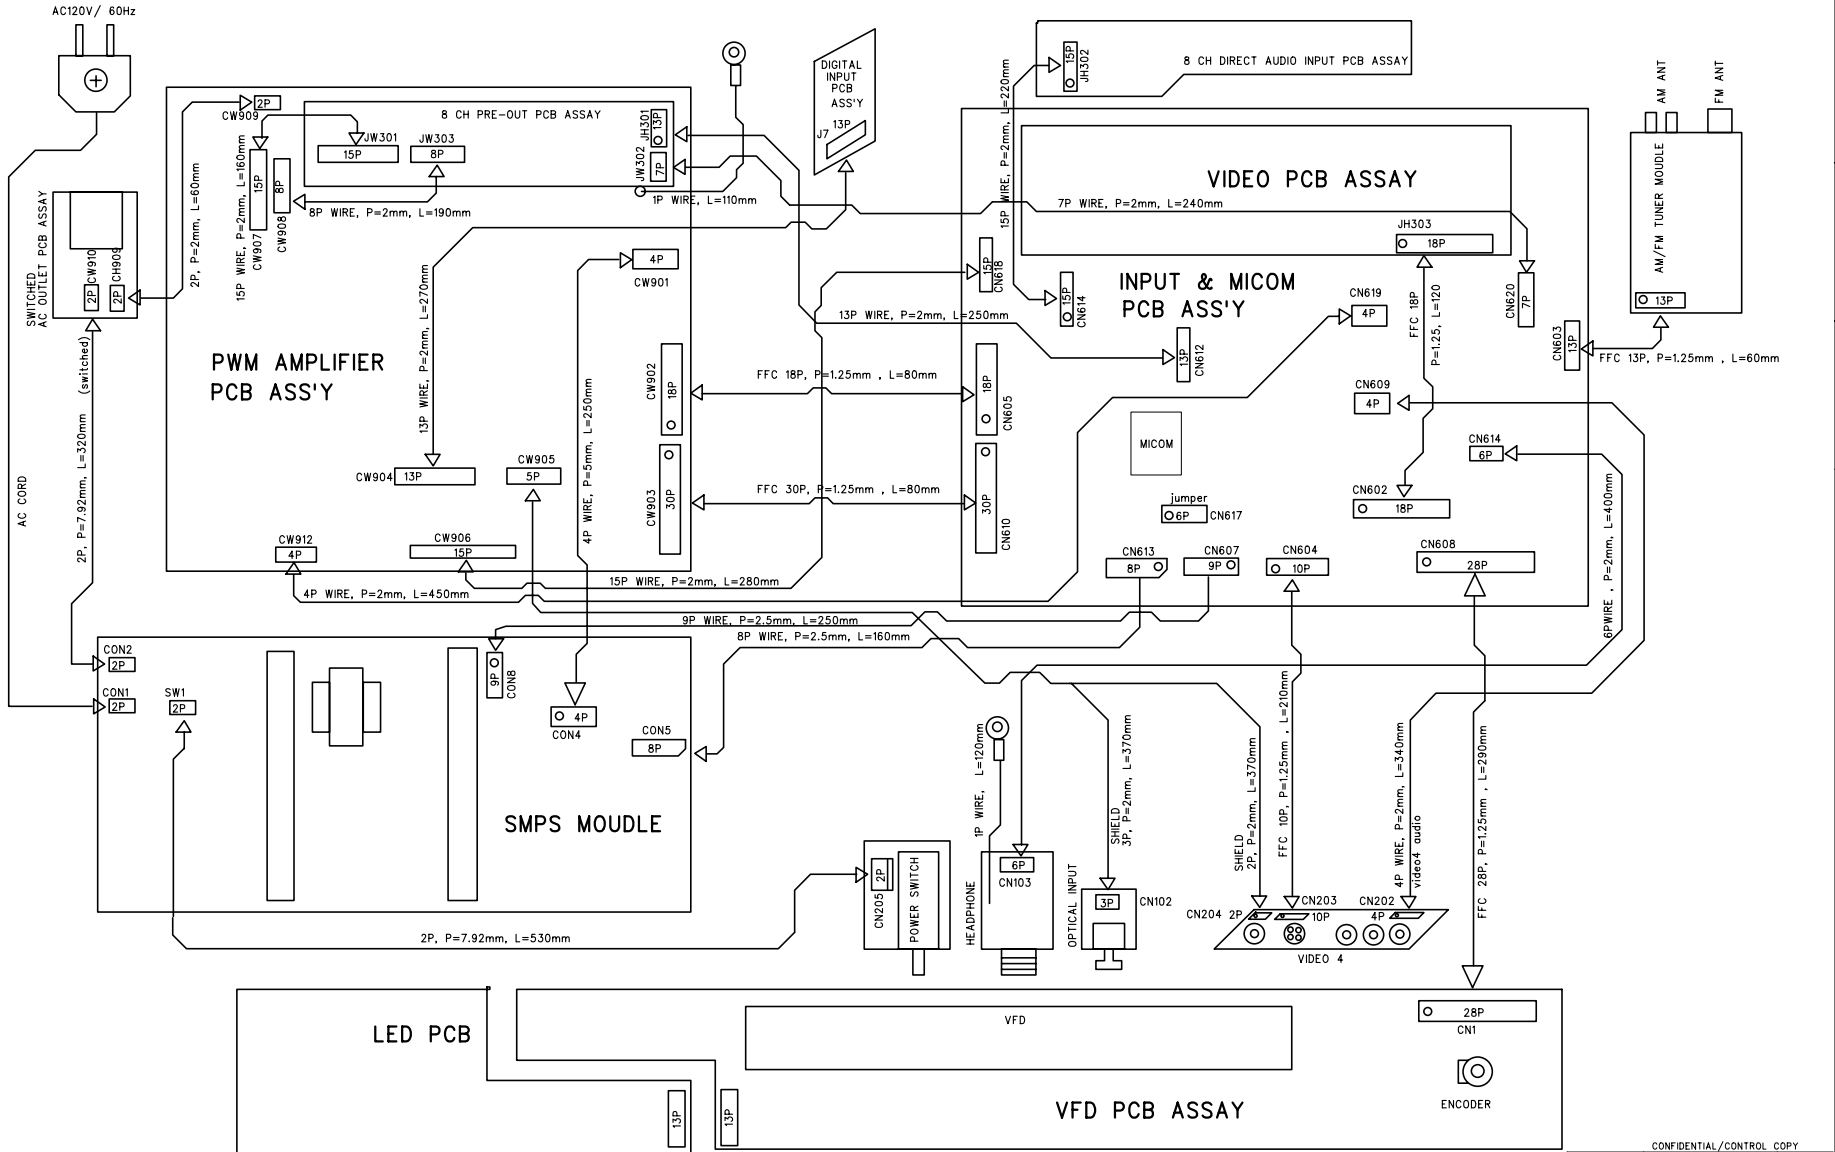 AC120V/ 60Hz
AC CORD
SWITCHED
AC OUTLET PCB ASSAY
CW910
2P
CH909
2P
2P, P=7.92mm, L=320mm (switched)
2P, P=2mm, L=60mm
2P
CW909
15P WIRE, P=2mm, L=160mm
15P
CW907
8P
CW908
8P WIRE, P=2mm, L=190mm
8 CH PRE-OUT PCB ASSAY
JW301
15P
JW303
8P
JH301
13P
JW302
7P
1P WIRE, L=110mm
DIGITAL
INPUT
PCB
ASS'Y
13P
J7
4P
CW901
13P WIRE, P=2mm, L=270mm
PWM AMPLIFIER
PCB ASS'Y
CW902
18P
CW903
30P
4P WIRE, P=5mm, L=250mm
CW904
13P
CW905
5P
CW912
4P
CW906
15P
15P WIRE, P=2mm, L=280mm
4P WIRE, P=2mm, L=450mm
9P WIRE, P=2.5mm, L=250mm
8P WIRE, P=2.5mm, L=160mm
FFC 18P, P=1.25mm , L=80mm
FFC 30P, P=1.25mm , L=80mm
13P WIRE, P=2mm, L=250mm
7P WIRE, P=2mm, L=240mm
15P WIRE, P=2mm, L=220mm
15P
JH302
8 CH DIRECT AUDIO INPUT PCB ASSAY
VIDEO PCB ASSAY
JH303
18P
INPUT & MICOM
PCB ASS'Y
15P
CN618
15P
CN614
13P
CN612
CN619
4P
FFC 18P
P=1.25, L=120
CN620
7P
CN603
13P
AM ANT
FM ANT
AM/FM TUNER MOUDLE
13P
FFC 13P, P=1.25mm , L=60mm
18P
CN605
30P
CN610
MICOM
CN609
4P
CN614
6P
CN602
18P
jumper
6P
CN617
CN613
8P
CN607
9P
CN604
10P
CN608
28P
6PWIRE , P=2mm, L=400mm
CON2
2P
CON1
2P
SW1
2P
9P
CON8
4P
CON4
CON5
8P
SMPS MOUDLE
2P, P=7.92mm, L=530mm
CN205
2P
POWER SWITCH
1P WIRE, L=120mm
HEADPHONE
6P
CN103
SHIELD
3P, P=2mm, L=370mm
OPTICAL INPUT
3P
CN102
SHIELD
2P, P=2mm, L=370mm
FFC 10P, P=1.25mm , L=210mm
4P WIRE, P=2mm, L=340mm
video4 audio
FFC 28P, P=1.25mm , L=290mm
CN204
2P
CN203
10P
CN202
4P
VIDEO 4
LED PCB
13P
13P
VFD
28P
CN1
ENCODER
VFD PCB ASSAY
CONFIDENTIAL/CONTROL COPY